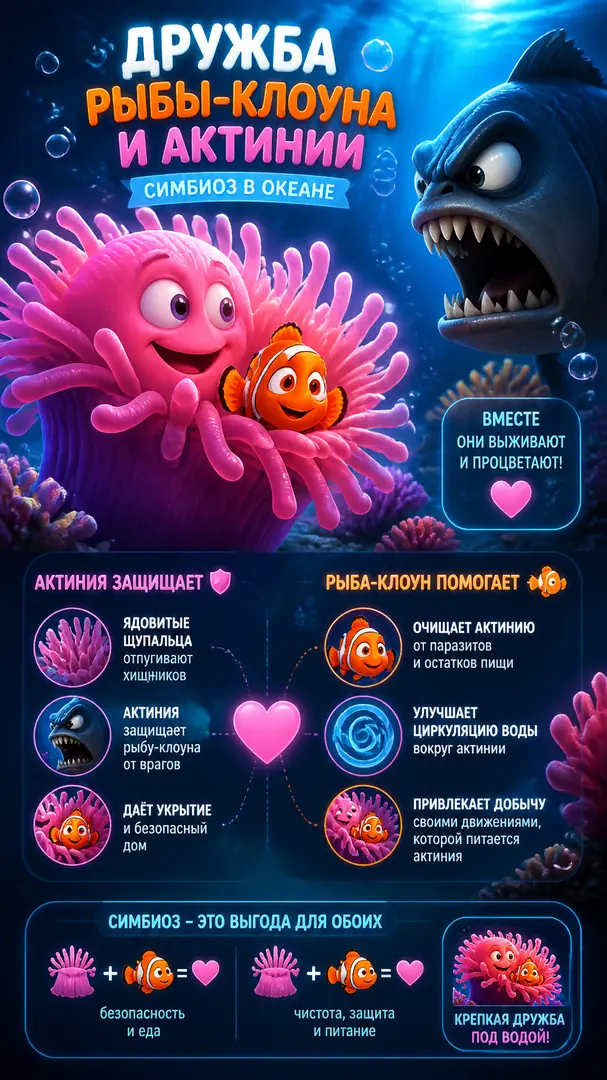 ДРУЖБА
РЫБЫ-КЛОУНА
И АКТИНИИ
СИМБИОЗ В ОКЕАНЕ
ВМЕСТЕ
ОНИ ВЫЖИВАЮТ
И ПРОЦВЕТАЮТ!
АКТИНИЯ ЗАЩИЩАЕТ
ЯДОВИТЫЕ
ЩУПАЛЬЦА
отпугивают
хищников
АКТИНИЯ
защищает
рыбу-клоуна
от врагов
ДАЁТ УКРЫТИЕ
и безопасный
дом
РЫБА-КЛОУН ПОМОГАЕТ
ОЧИЩАЕТ АКТИНИЮ
от паразитов
и остатков пищи
УЛУЧШАЕТ
ЦИРКУЛЯЦИЮ ВОДЫ
вокруг актинии
ПРИВЛЕКАЕТ ДОБЫЧУ
своими движениями,
которой питается
актиния
СИМБИОЗ – ЭТО ВЫГОДА ДЛЯ ОБОИХ
+ =
безопасность
и еда
+ =
чистота, защита
и питание
КРЕПКАЯ ДРУЖБА
ПОД ВОДОЙ!